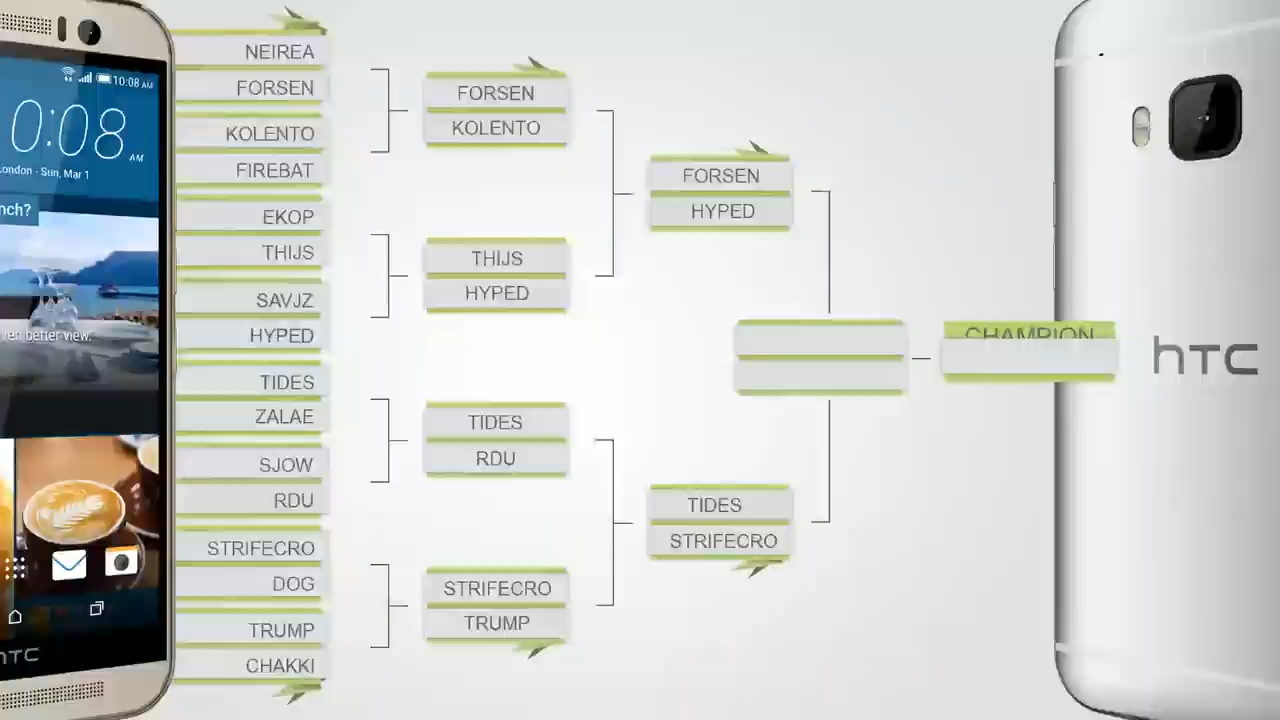 10:08 AM
0:08
AM
London - Sun, Mar 1
nch?
ven better view.
hTC
NEIREA
FORSEN
KOLENTO
FIREBAT
EKOP
THIJS
SAVJZ
HYPED
TIDES
ZALAE
SJOW
RDU
STRIFECRO
DOG
TRUMP
CHAKKI
FORSEN
KOLENTO
THIJS
HYPED
TIDES
RDU
STRIFECRO
TRUMP
FORSEN
HYPED
TIDES
STRIFECRO
CHAMPION
hTC